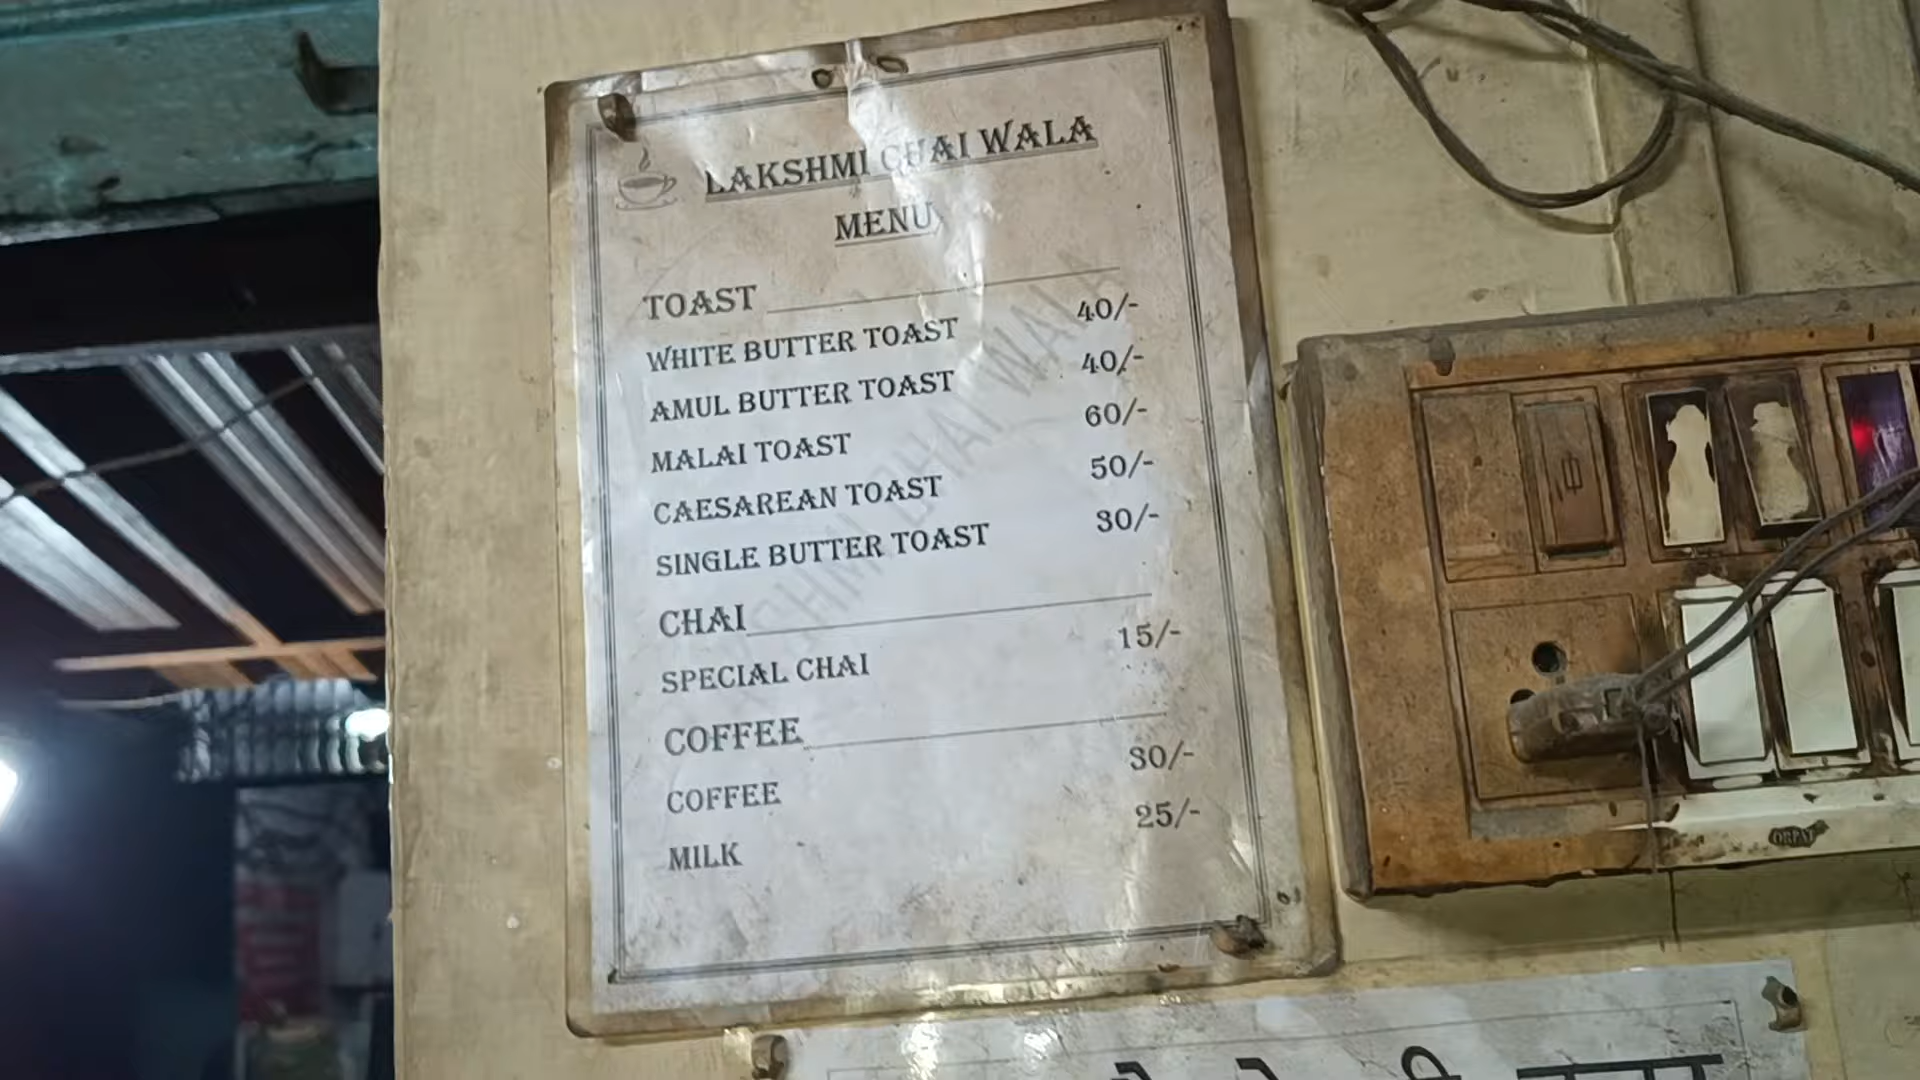 LAKSHMI CHAI WALA
MENU
TOAST
WHITE BUTTER TOAST 40/-
AMUL BUTTER TOAST 40/-
MALAI TOAST 60/-
CAESAREAN TOAST 50/-
SINGLE BUTTER TOAST 30/-
CHAI
SPECIAL CHAI 15/-
COFFEE
COFFEE 30/-
MILK 25/-
ORPAT